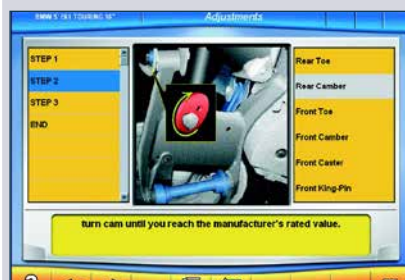 BMW 5 (E61) TOURING 16"
Adjustments
STEP 1
STEP 2
STEP 3
END
Rear Toe
Rear Camber
Front Toe
Front Camber
Front Caster
Front King-Pin
turn cam until you reach the manufacturer's rated value.
?